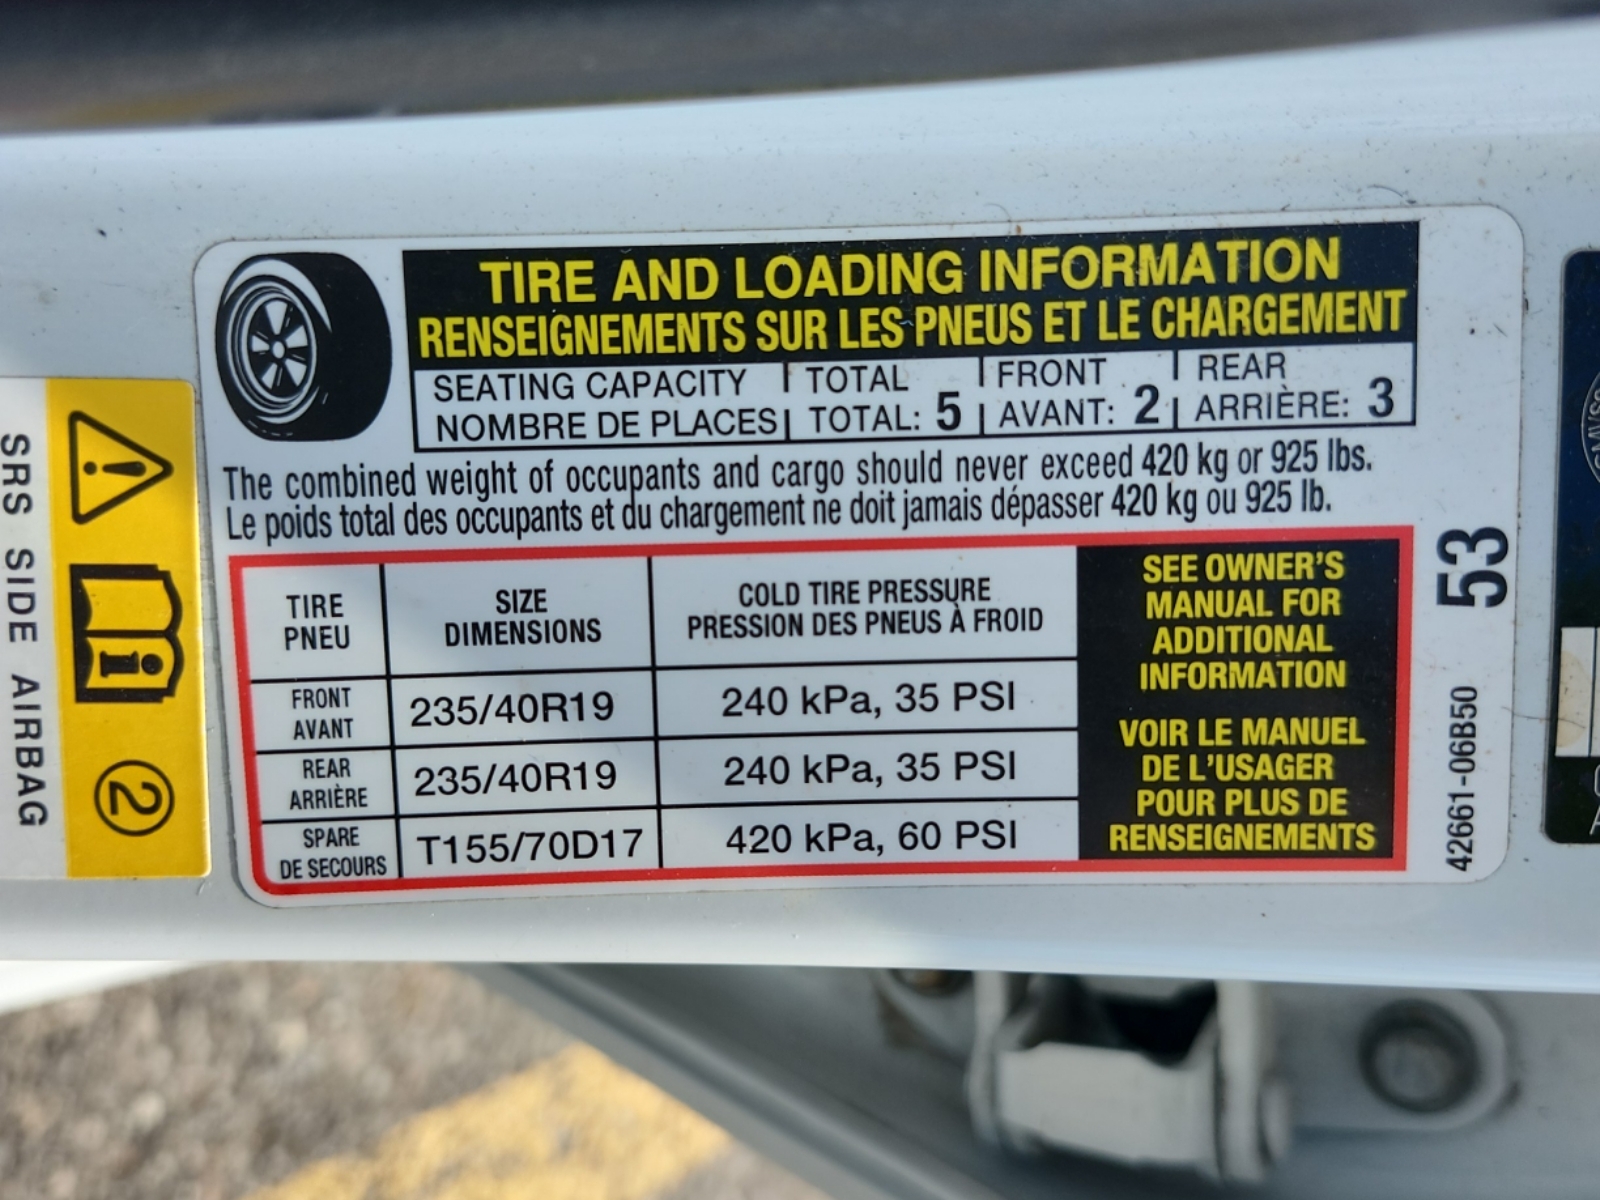 TIRE AND LOADING INFORMATION
RENSEIGNEMENTS SUR LES PNEUS ET LE CHARGEMENT
SEATING CAPACITY TOTAL FRONT REAR
NOMBRE DE PLACES TOTAL: 5 AVANT: 2 ARRIÈRE: 3
The combined weight of occupants and cargo should never exceed 420 kg or 925 lbs.
Le poids total des occupants et du chargement ne doit jamais dépasser 420 kg ou 925 lb.
TIRE
PNEU
SIZE
DIMENSIONS
COLD TIRE PRESSURE
PRESSION DES PNEUS À FROID
FRONT
AVANT
235/40R19
240 kPa, 35 PSI
REAR
ARRIÈRE
235/40R19
240 kPa, 35 PSI
SPARE
DE SECOURS
T155/70D17
420 kPa, 60 PSI
SEE OWNER'S
MANUAL FOR
ADDITIONAL
INFORMATION
VOIR LE MANUEL
DE L'USAGER
POUR PLUS DE
RENSEIGNEMENTS
53
42661-06B50
SRS SIDE AIRBAG
2